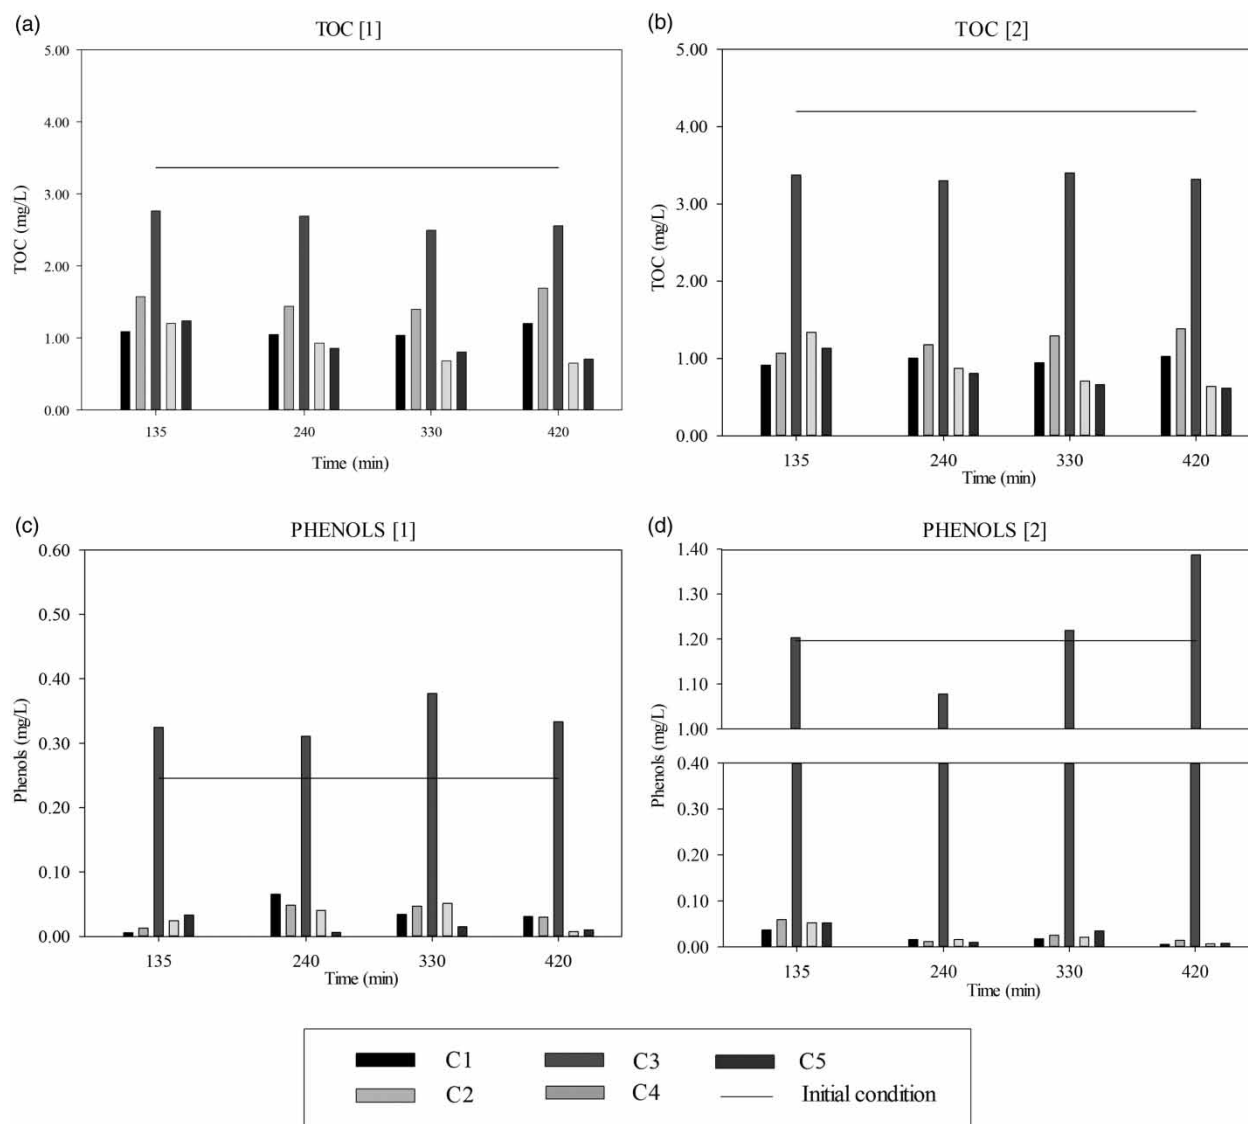 (a)
TOC [1]
5.00
4.00
3.00
2.00
1.00
0.00
TOC (mg/L)
135 240 330 420
Time (min)
(b)
TOC [2]
5.00
4.00
3.00
2.00
1.00
0.00
TOC (mg/L)
135 240 330 420
Time (min)
(c)
PHENOLS [1]
0.60
0.50
0.40
0.30
0.20
0.10
0.00
Phenols (mg/L)
135 240 330 420
Time (min)
(d)
PHENOLS [2]
1.40
1.30
1.20
1.10
1.00
0.40
0.30
0.20
0.10
0.00
Phenols (mg/L)
135 240 330 420
Time (min)
C1 C3 C5
C2 C4 Initial condition